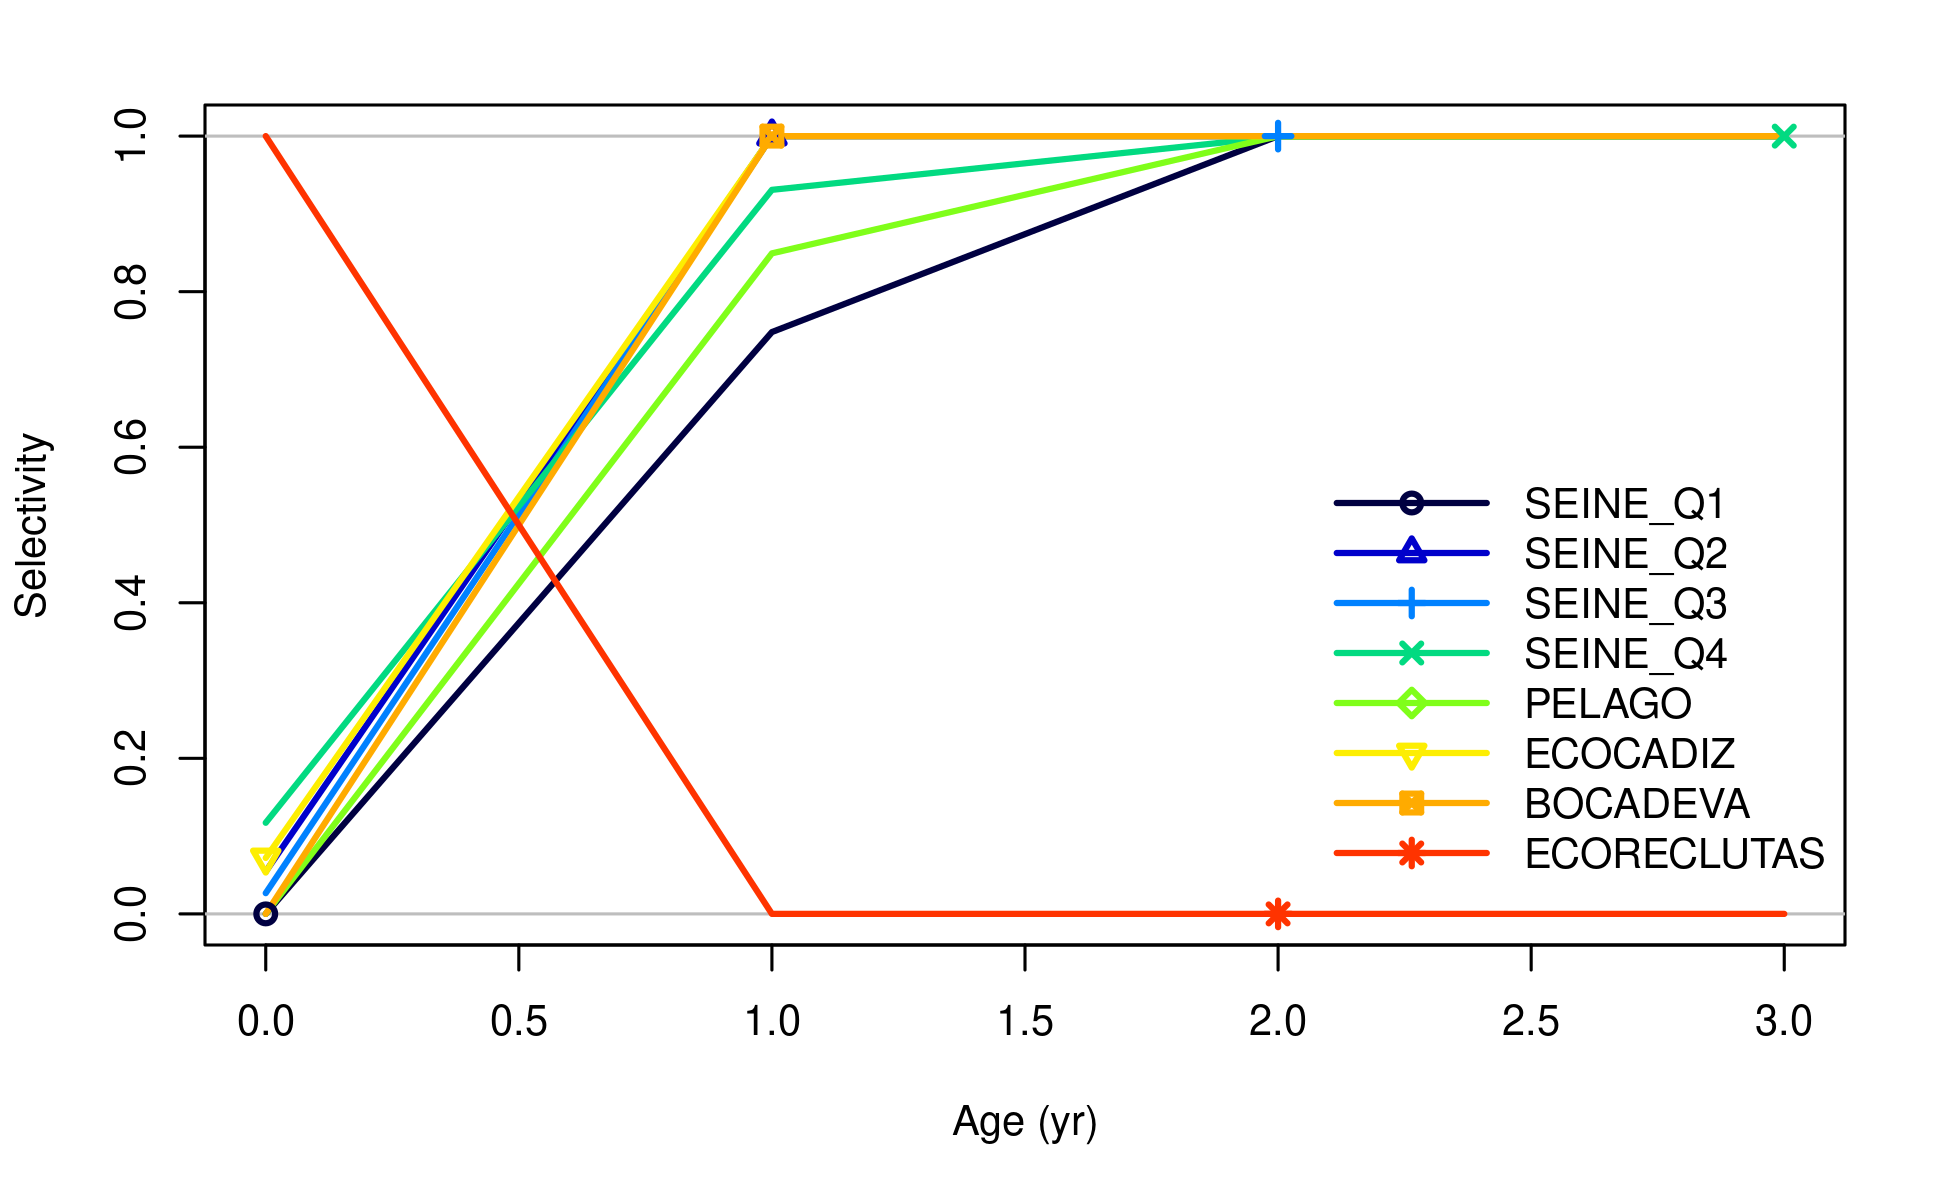 1.0
0.8
0.6
0.4
0.2
0.0
Selectivity
SEINE_Q1
SEINE_Q2
SEINE_Q3
SEINE_Q4
PELAGO
ECOCADIZ
BOCADEVA
ECORECLUTAS
0.0 0.5 1.0 1.5 2.0 2.5 3.0
Age (yr)